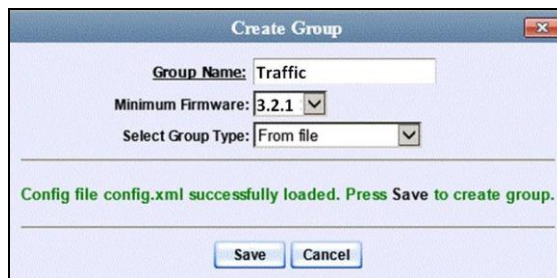 Create Group
Group Name: Traffic
Minimum Firmware: 3.2.1
Select Group Type: From file
Config file config.xml successfully loaded. Press Save to create group.
Save Cancel